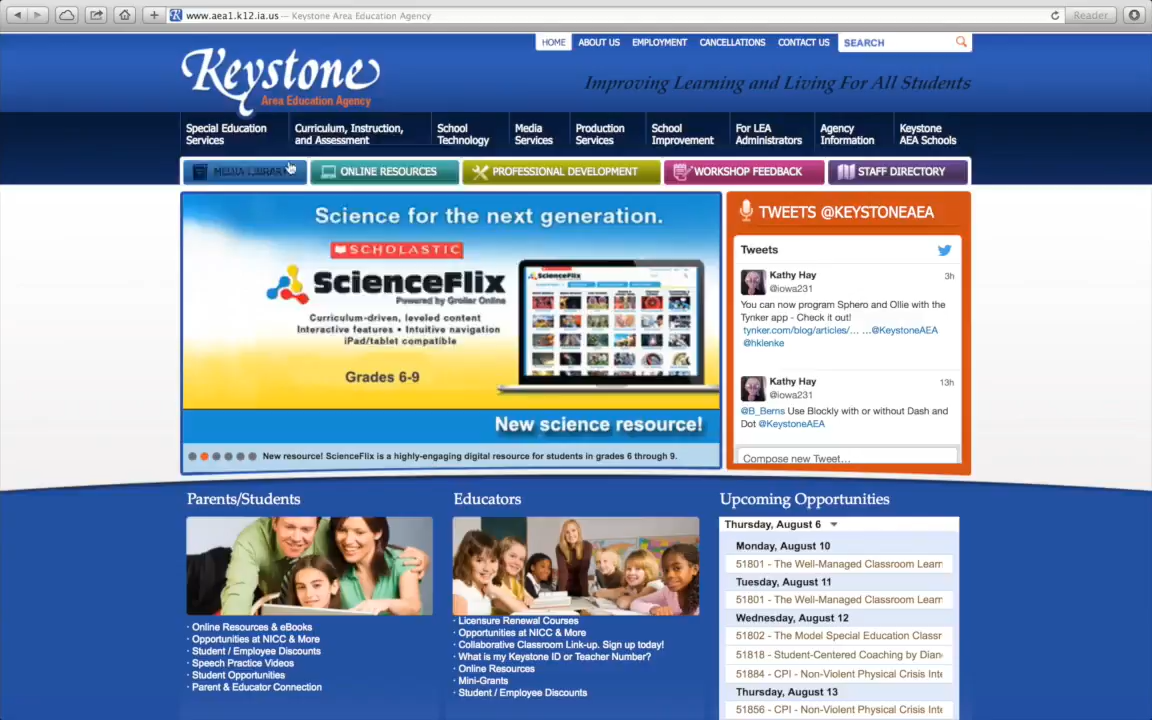 www.aea1.k12.ia.us — Keystone Area Education Agency
Reader
HOME ABOUT US EMPLOYMENT CANCELLATIONS CONTACT US SEARCH
Keystone
Area Education Agency
Improving Learning and Living For All Students
Special Education Services
Curriculum, Instruction, and Assessment
School Technology
Media Services
Production Services
School Improvement
For LEA Administrators
Agency Information
Keystone AEA Schools
MEDIA LIBRARY
ONLINE RESOURCES
PROFESSIONAL DEVELOPMENT
WORKSHOP FEEDBACK
STAFF DIRECTORY
Science for the next generation.
SCHOLASTIC
ScienceFlix
Powered by Grolier Online
Curriculum-driven, leveled content
Interactive features • Intuitive navigation
iPad/tablet compatible
Grades 6-9
ScienceFlix
New science resource!
New resource! ScienceFlix is a highly-engaging digital resource for students in grades 6 through 9.
TWEETS @KEYSTONEAEA
Tweets
Kathy Hay 3h
@iowa231
You can now program Sphero and Ollie with the
Tynker app - Check it out!
tynker.com/blog/articles/... ...@KeystoneAEA
@hklenke
Kathy Hay 13h
@iowa231
@B_Berns Use Blockly with or without Dash and
Dot @KeystoneAEA
Compose new Tweet...
Parents/Students
· Online Resources & eBooks
· Opportunities at NICC & More
· Student / Employee Discounts
· Speech Practice Videos
· Student Opportunities
· Parent & Educator Connection
Educators
· Licensure Renewal Courses
· Opportunities at NICC & More
· Collaborative Classroom Link-up. Sign up today!
· What is my Keystone ID or Teacher Number?
· Online Resources
· Mini-Grants
· Student / Employee Discounts
Upcoming Opportunities
Thursday, August 6
Monday, August 10
51801 - The Well-Managed Classroom Learn
Tuesday, August 11
51801 - The Well-Managed Classroom Learn
Wednesday, August 12
51802 - The Model Special Education Classr
51818 - Student-Centered Coaching by Dian
51884 - CPI - Non-Violent Physical Crisis Inte
Thursday, August 13
51856 - CPI - Non-Violent Physical Crisis Inte